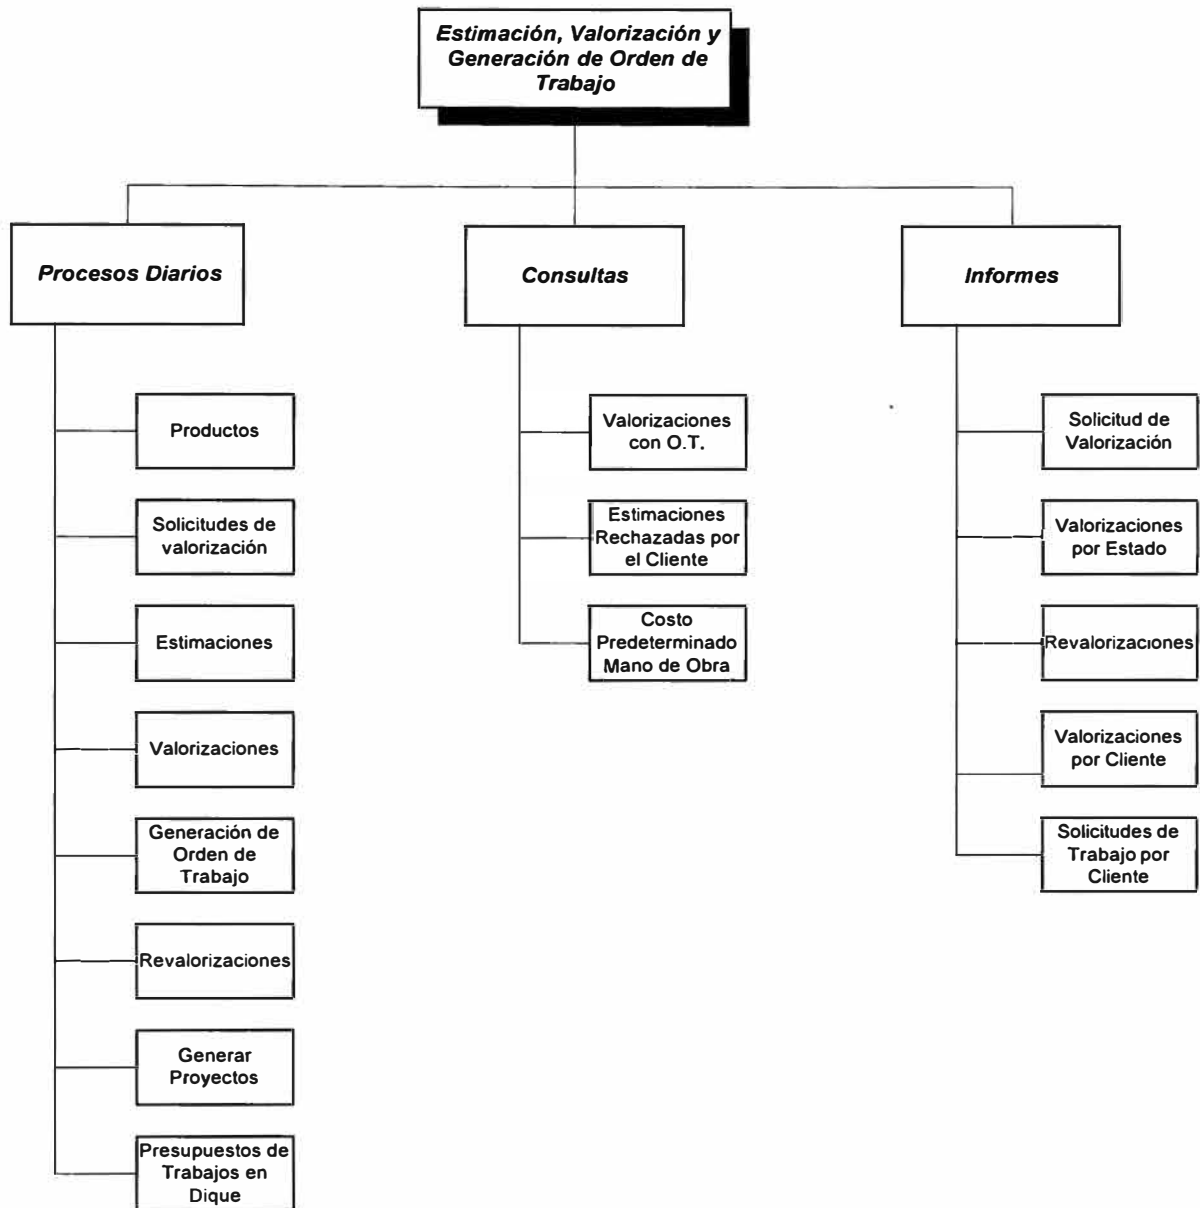 Estimación, Valorización y
Generación de Orden de
Trabajo
Procesos Diarios
Consultas
Informes
Productos
Solicitudes de
valorización
Estimaciones
Valorizaciones
Generación de
Orden de
Trabajo
Revalorizaciones
Generar
Proyectos
Presupuestos de
Trabajos en
Dique
Valorizaciones
con O.T.
Estimaciones
Rechazadas por
el Cliente
Costo
Predeterminado
Mano de Obra
Solicitud de
Valorización
Valorizaciones
por Estado
Revalorizaciones
Valorizaciones
por Cliente
Solicitudes de
Trabajo por
Cliente